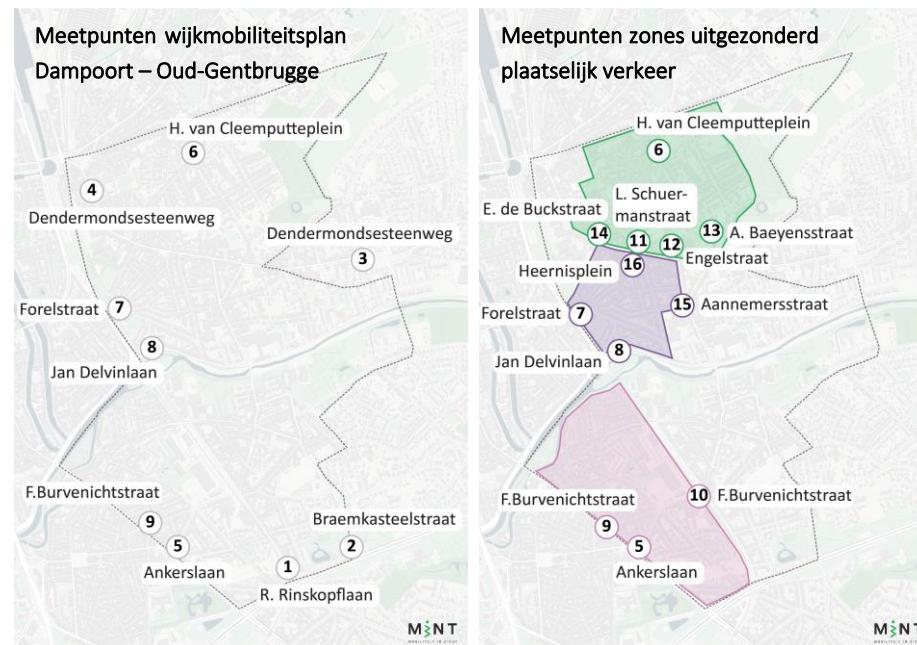 Meetpunten wijkmobiliteitsplan
Dampoort – Oud-Gentbrugge
H. van Cleemputteplein
6
4
Dendermondsesteenweg
Dendermondsesteenweg
3
Forelstraat
7
8
Jan Delvinlaan
F.Burvenichtstraat
9
Braemkasteelstraat
5
2
Ankerslaan
1
R. Rinskopflaan
MINT
MOBILITEIT IN ZICHT
Meetpunten zones uitgezonderd
plaatselijk verkeer
H. van Cleemputteplein
6
L. Schuer-
manstraat
E. de Buckstraat
14
11
12
13
A. Baeyensstraat
Engelstraat
Heernisplein
16
Forelstraat
7
15
Aannemersstraat
8
Jan Delvinlaan
F.Burvenichtstraat
10
F.Burvenichtstraat
9
5
Ankerslaan
MINT